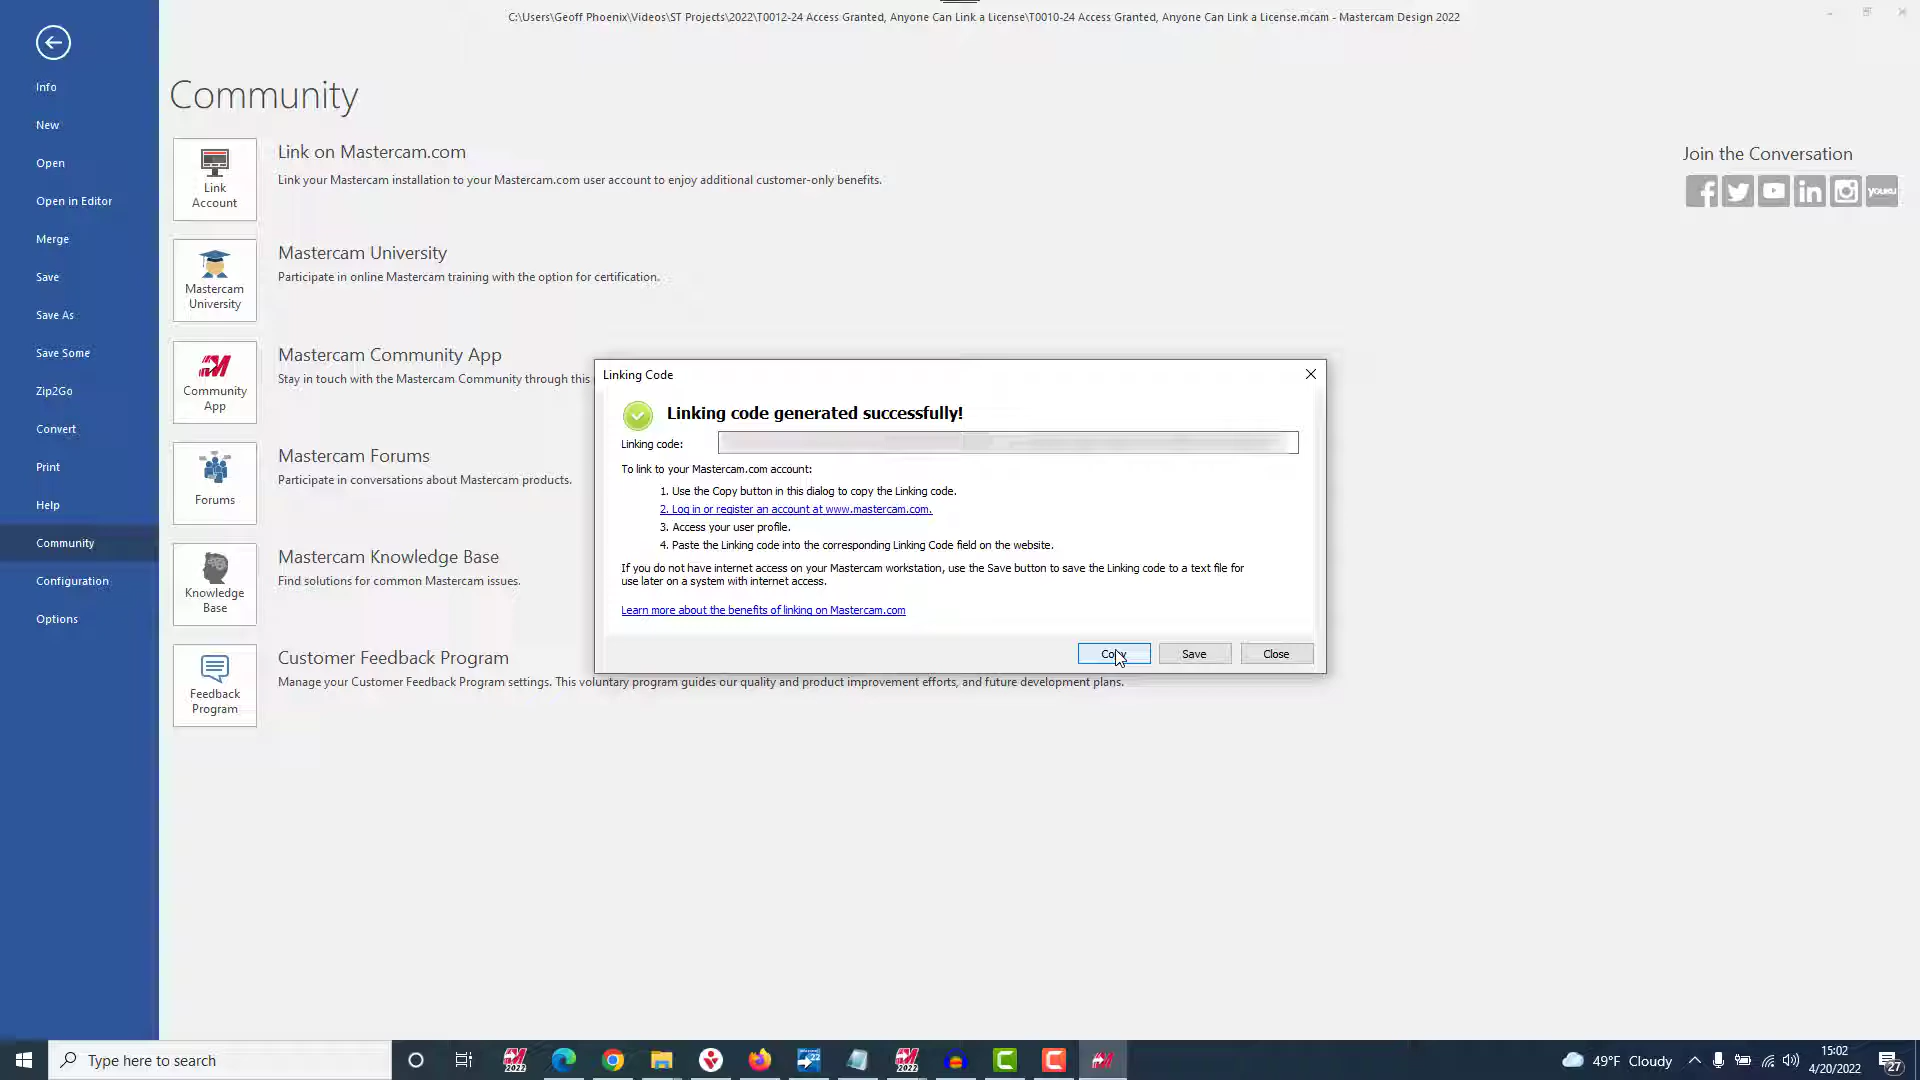 C:\Users\Geoff Phoenix\Videos\ST Projects\2022\T0012-24 Access Granted, Anyone Can Link a License\T0010-24 Access Granted, Anyone Can Link a License.mcam - Mastercam Design 2022
Info
New
Open
Open in Editor
Merge
Save
Save As
Save Some
Zip2Go
Convert
Print
Help
Community
Configuration
Options
Community
Link
Account
Link on Mastercam.com
Link your Mastercam installation to your Mastercam.com user account to enjoy additional customer-only benefits.
Mastercam
University
Mastercam University
Participate in online Mastercam training with the option for certification.
Community
App
Mastercam Community App
Stay in touch with the Mastercam Community through this
Forums
Mastercam Forums
Participate in conversations about Mastercam products.
Knowledge
Base
Mastercam Knowledge Base
Find solutions for common Mastercam issues.
Feedback
Program
Customer Feedback Program
Manage your Customer Feedback Program settings. This voluntary program guides our quality and product improvement efforts, and future development plans.
Join the Conversation
YOUKU
Linking Code
Linking code generated successfully!
Linking code:
To link to your Mastercam.com account:
1. Use the Copy button in this dialog to copy the Linking code.
2. Log in or register an account at www.mastercam.com.
3. Access your user profile.
4. Paste the Linking code into the corresponding Linking Code field on the website.
If you do not have internet access on your Mastercam workstation, use the Save button to save the Linking code to a text file for
use later on a system with internet access.
Learn more about the benefits of linking on Mastercam.com
Copy
Save
Close
Type here to search
2022
22
2022
49°F Cloudy
15:02
4/20/2022
27